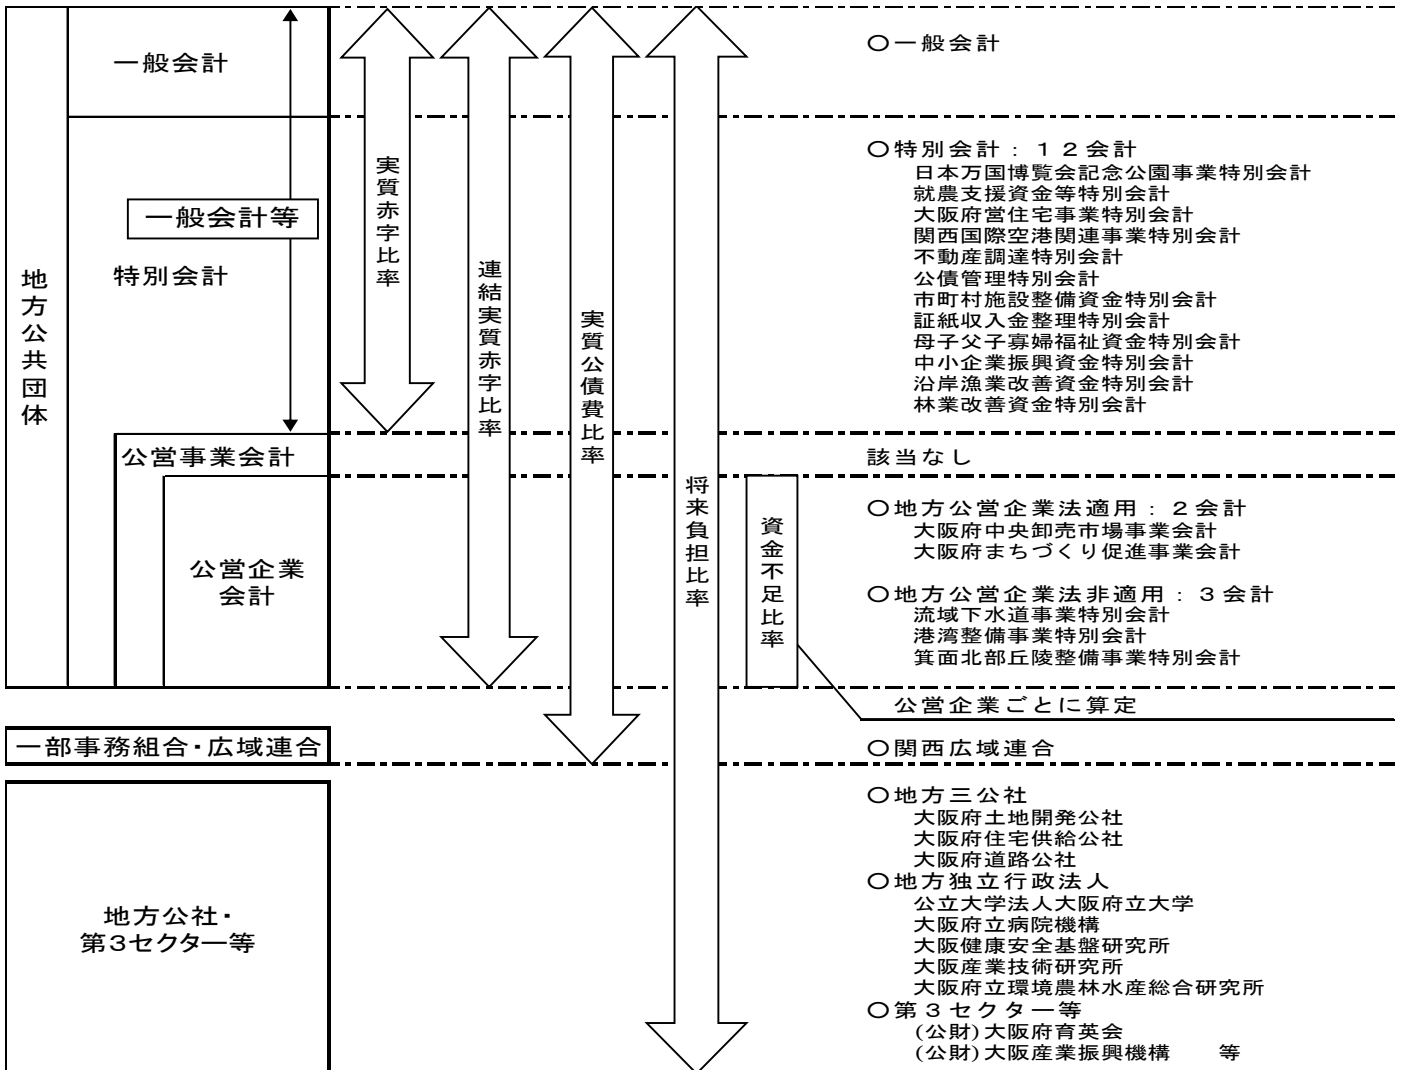 地方公共団体
一般会計
一般会計等
特別会計
公営事業会計
公営企業
会計
一部事務組合・広域連合
地方公社・
第3セクター等
実質赤字比率
連結実質赤字比率
実質公債費比率
将来負担比率
資金不足比率
〇一般会計
〇特別会計：１２会計
日本万国博覧会記念公園事業特別会計
就農支援資金等特別会計
大阪府営住宅事業特別会計
関西国際空港関連事業特別会計
不動産調達特別会計
公債管理特別会計
市町村施設整備資金特別会計
証紙収入金整理特別会計
母子父子寡婦福祉資金特別会計
中小企業振興資金特別会計
沿岸漁業改善資金特別会計
林業改善資金特別会計
該当なし
〇地方公営企業法適用：２会計
大阪府中央卸売市場事業会計
大阪府まちづくり促進事業会計
〇地方公営企業法非適用：３会計
流域下水道事業特別会計
港湾整備事業特別会計
箕面北部丘陵整備事業特別会計
公営企業ごとに算定
〇関西広域連合
〇地方三公社
大阪府土地開発公社
大阪府住宅供給公社
大阪府道路公社
〇地方独立行政法人
公立大学法人大阪府立大学
大阪府立病院機構
大阪健康安全基盤研究所
大阪産業技術研究所
大阪府立環境農林水産総合研究所
〇第３セクター等
(公財)大阪府育英会
(公財)大阪産業振興機構　　等